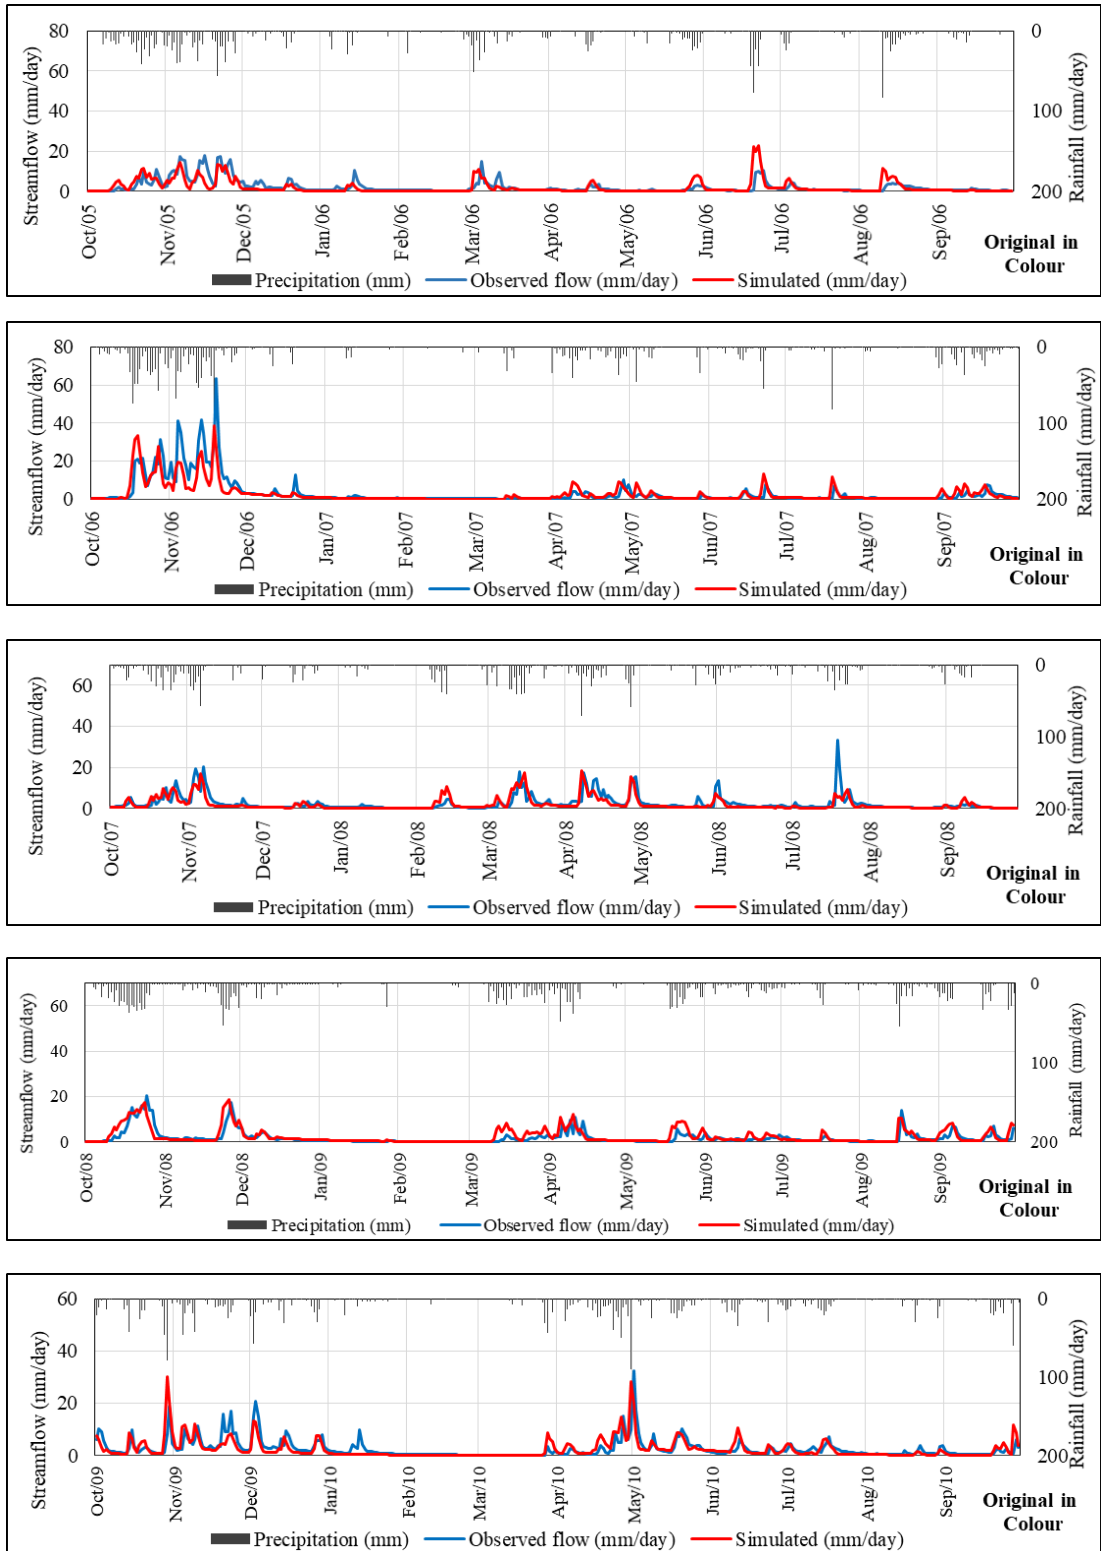 80 60 40 20 0
Streamflow (mm/day)
0 100 200
Rainfall (mm/day)
Oct/05 Nov/05 Dec/05 Jan/06 Feb/06 Mar/06 Apr/06 May/06 Jun/06 Jul/06 Aug/06 Sep/06
Original in
Colour
Precipitation (mm) Observed flow (mm/day) Simulated (mm/day)
80 60 40 20 0
Streamflow (mm/day)
0 100 200
Rainfall (mm/day)
Oct/06 Nov/06 Dec/06 Jan/07 Feb/07 Mar/07 Apr/07 May/07 Jun/07 Jul/07 Aug/07 Sep/07
Original in
Colour
Precipitation (mm) Observed flow (mm/day) Simulated (mm/day)
60 40 20 0
Streamflow (mm/day)
0 100 200
Rainfall (mm/day)
Oct/07 Nov/07 Dec/07 Jan/08 Feb/08 Mar/08 Apr/08 May/08 Jun/08 Jul/08 Aug/08 Sep/08
Original in
Colour
Precipitation (mm) Observed flow (mm/day) Simulated (mm/day)
60 40 20 0
Streamflow (mm/day)
0 100 200
Rainfall (mm/day)
Oct/08 Nov/08 Dec/08 Jan/09 Feb/09 Mar/09 Apr/09 May/09 Jun/09 Jul/09 Aug/09 Sep/09
Original in
Colour
Precipitation (mm) Observed flow (mm/day) Simulated (mm/day)
60 40 20 0
Streamflow (mm/day)
0 100 200
Rainfall (mm/day)
Oct/09 Nov/09 Dec/09 Jan/10 Feb/10 Mar/10 Apr/10 May/10 Jun/10 Jul/10 Aug/10 Sep/10
Original in
Colour
Precipitation (mm) Observed flow (mm/day) Simulated (mm/day)